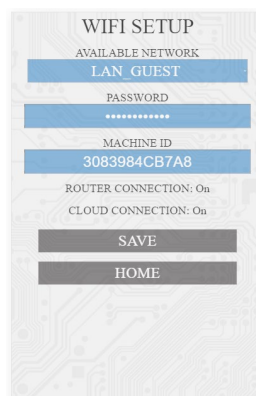 WIFI SETUP
AVAILABLE NETWORK
LAN_GUEST
PASSWORD
••••••••••••
MACHINE ID
3083984CB7A8
ROUTER CONNECTION: On
CLOUD CONNECTION: On
SAVE
HOME